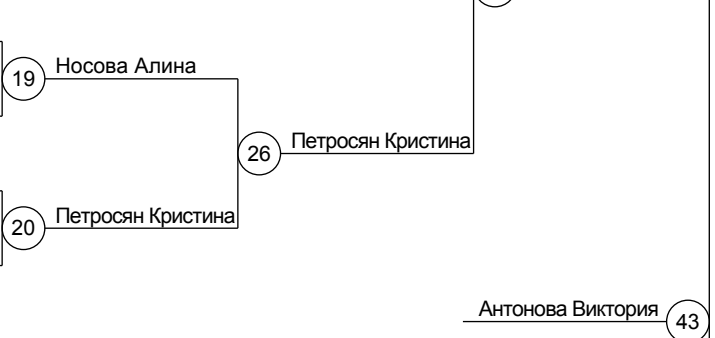 19
Носова Алина
Петросян Кристина
26
20
Петросян Кристина
Антонова Виктория
43